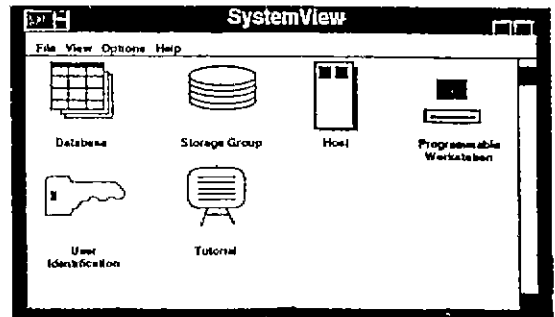 SystemView
File View Options Help
Database
Storage Group
Host
Programmable
Workstation
User
Identification
Tutorial